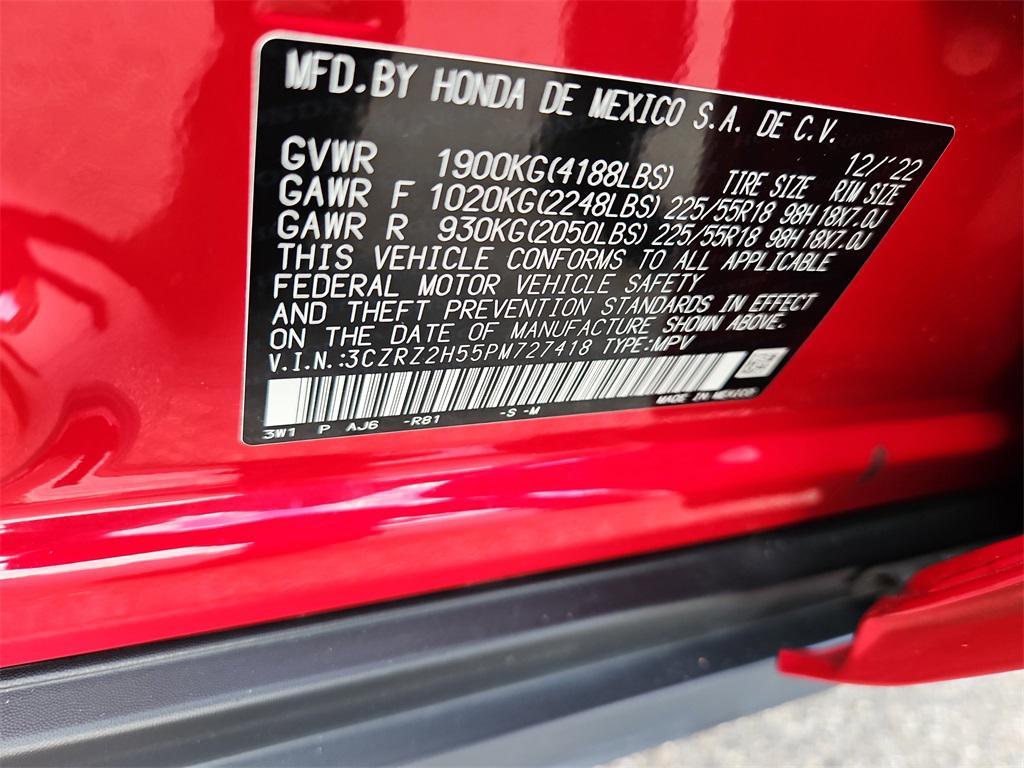 MFD. BY HONDA DE MEXICO S.A. DE C.V.
12/'22
GVWR 1900KG(4188LBS) TIRE SIZE RIM SIZE
GAWR F 1020KG(2248LBS) 225/55R18 98H 18X7.0J
GAWR R 930KG(2050LBS) 225/55R18 98H 18X7.0J
THIS VEHICLE CONFORMS TO ALL APPLICABLE
FEDERAL MOTOR VEHICLE SAFETY
AND THEFT PREVENTION STANDARDS IN EFFECT
ON THE DATE OF MANUFACTURE SHOWN ABOVE.
V.I.N.:3CZRZ2H55PM727418 TYPE:MPV
MADE IN MEXICO
3W1 P AJ6 -R81 -S -M